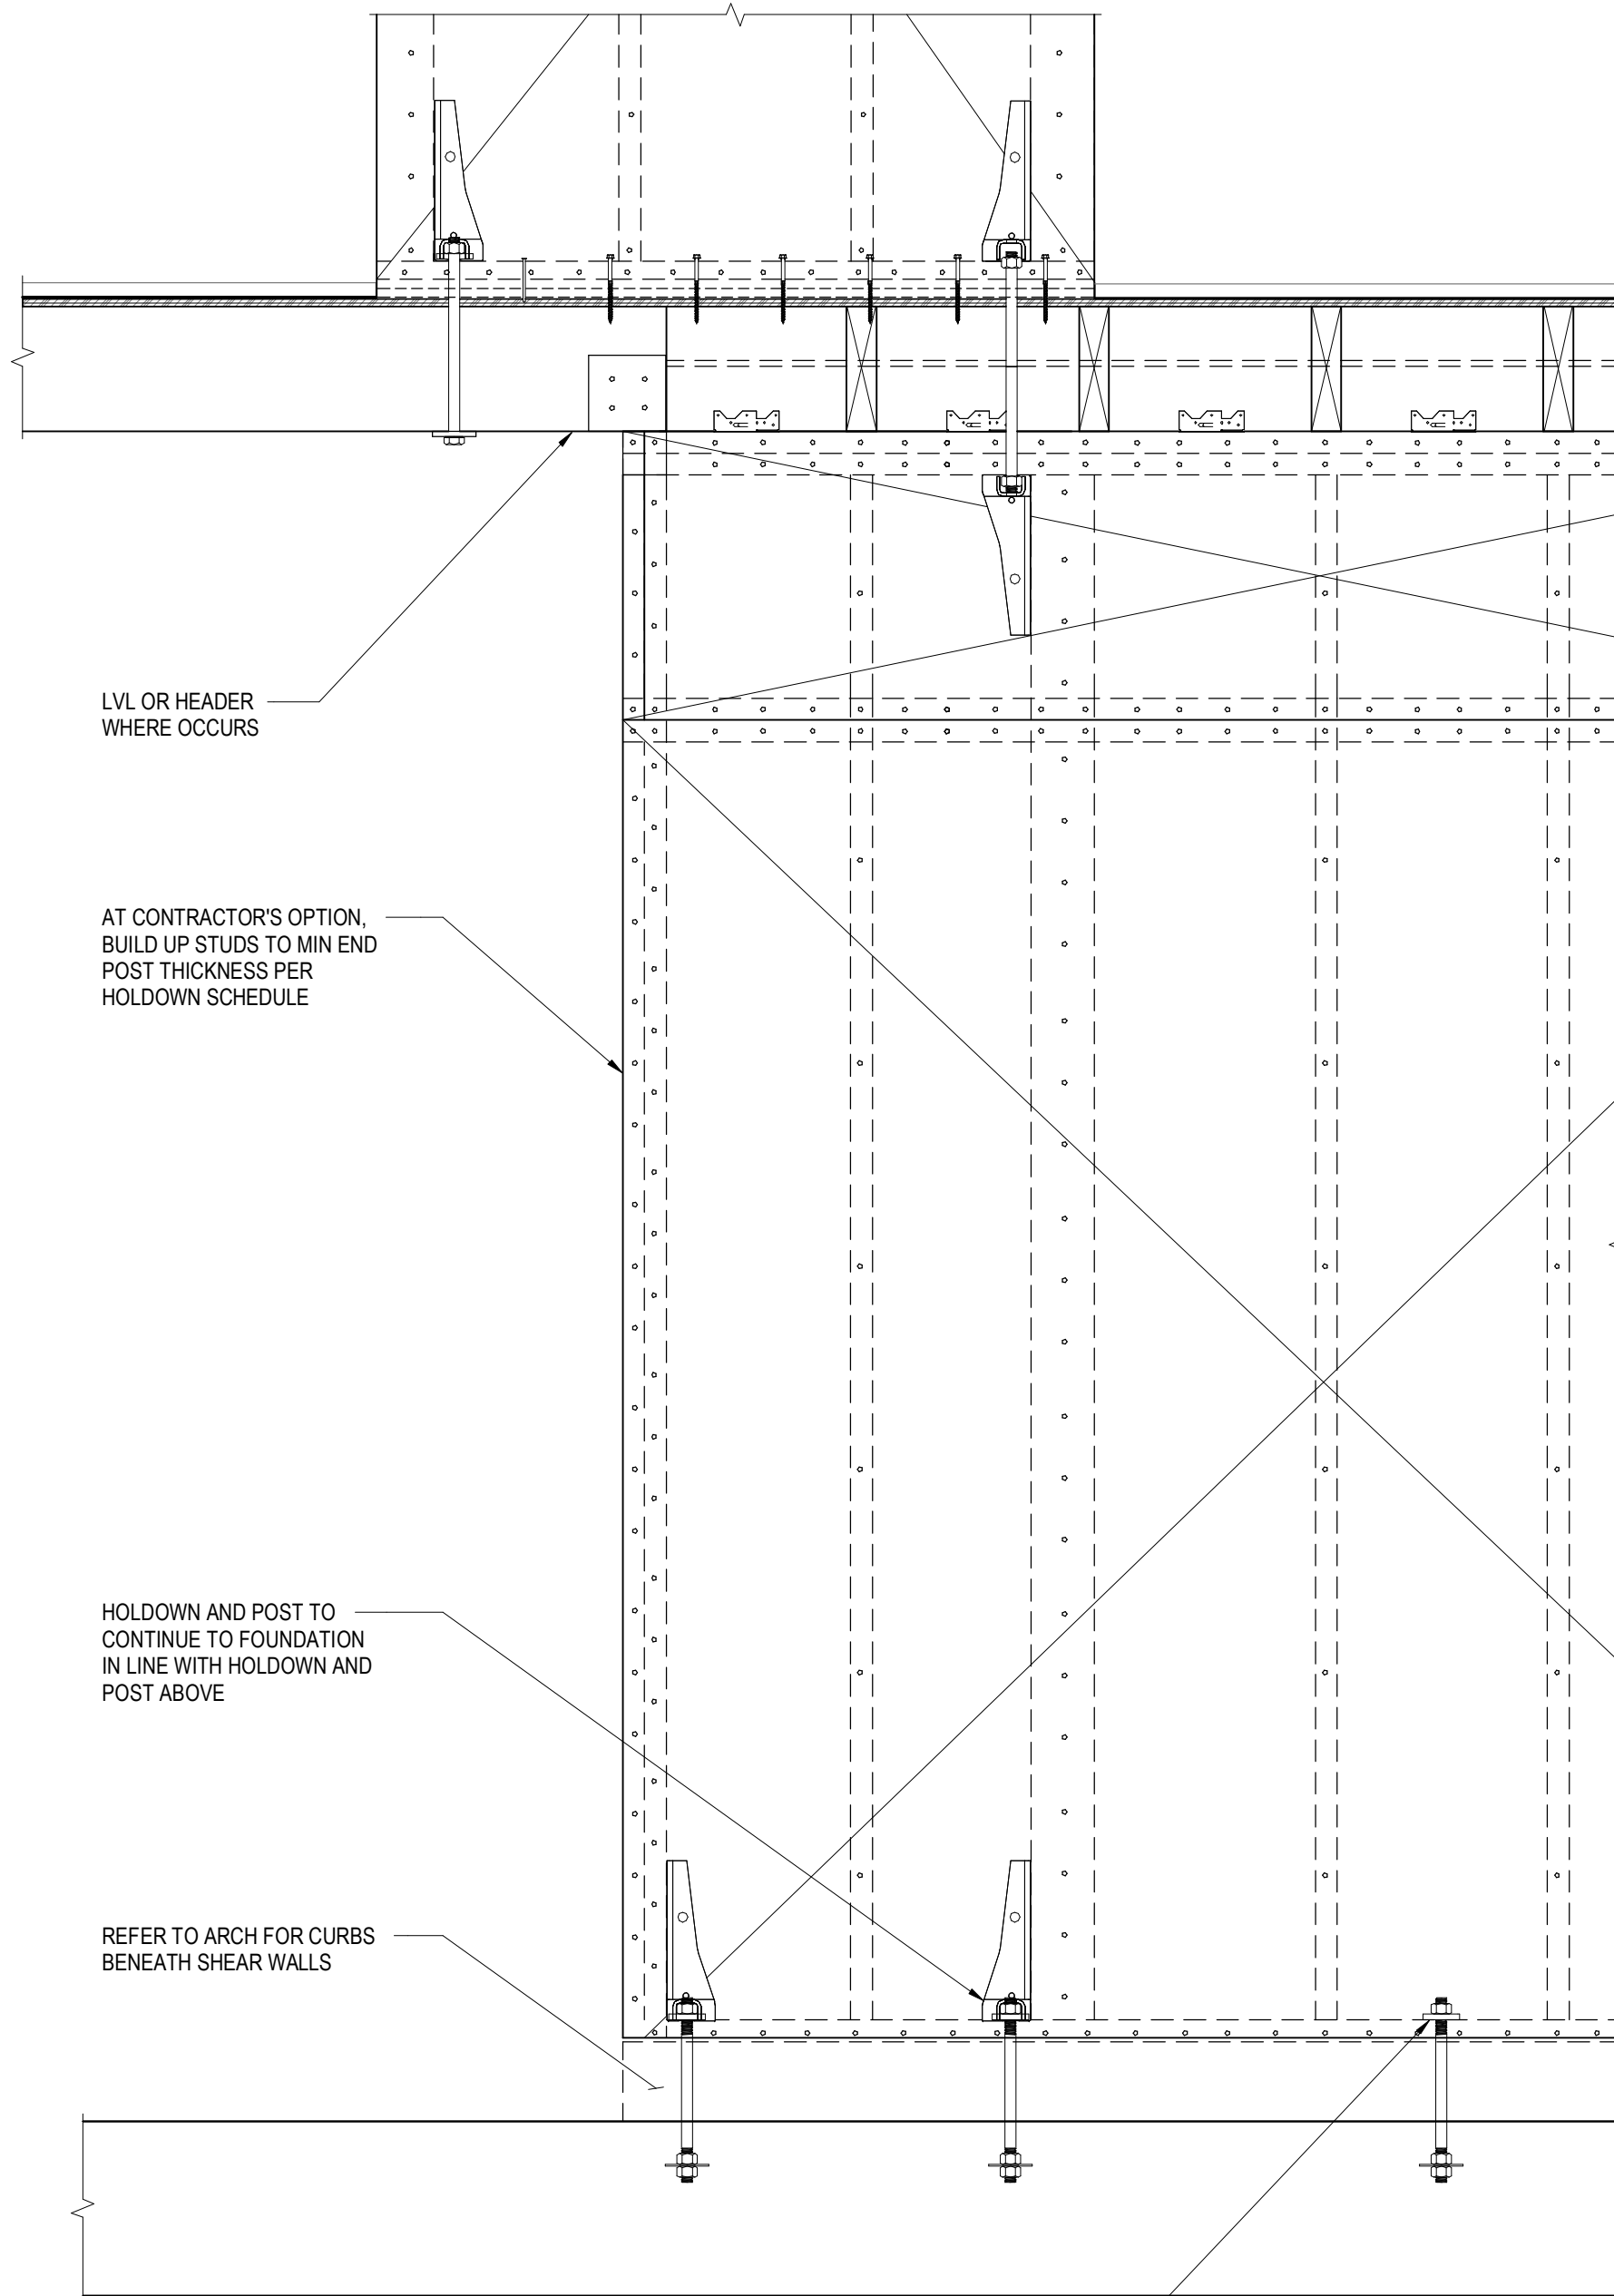 LVL OR HEADER
WHERE OCCURS
AT CONTRACTOR'S OPTION,
BUILD UP STUDS TO MIN END
POST THICKNESS PER
HOLDOWN SCHEDULE
HOLDOWN AND POST TO
CONTINUE TO FOUNDATION
IN LINE WITH HOLDOWN AND
POST ABOVE
REFER TO ARCH FOR CURBS
BENEATH SHEAR WALLS